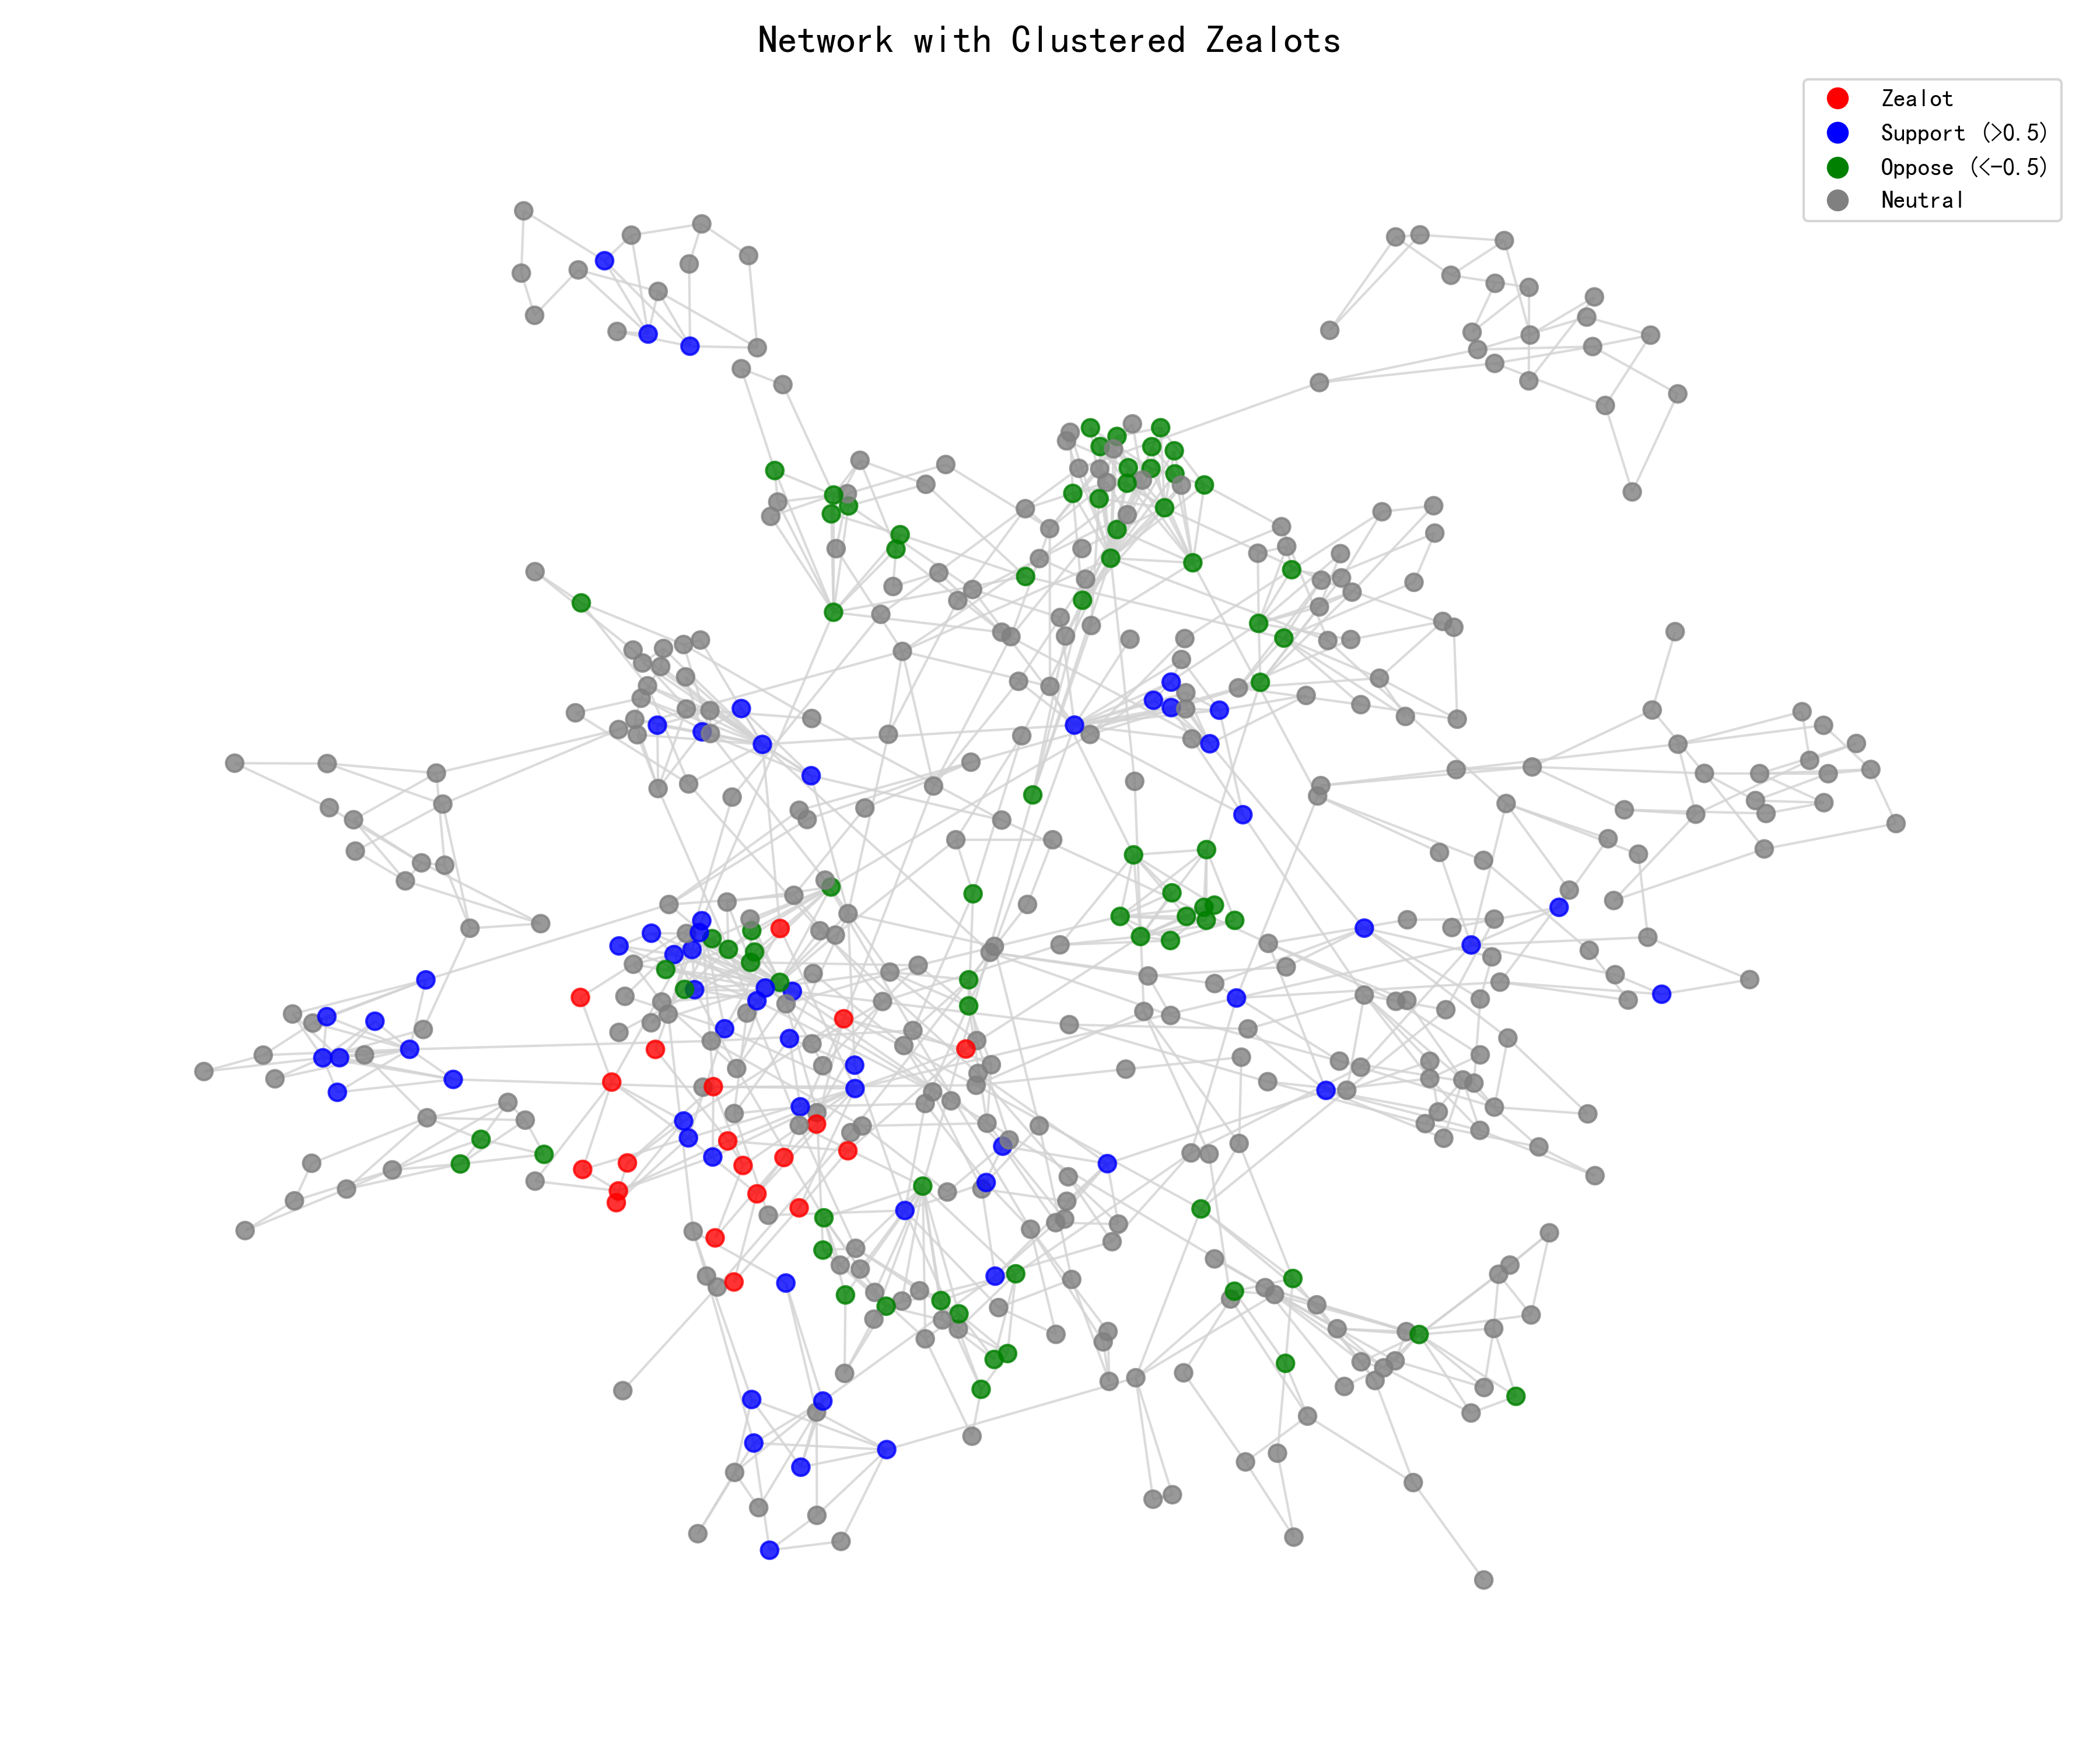 Network with Clustered Zealots
Zealot
Support (>0.5)
Oppose (<-0.5)
Neutral